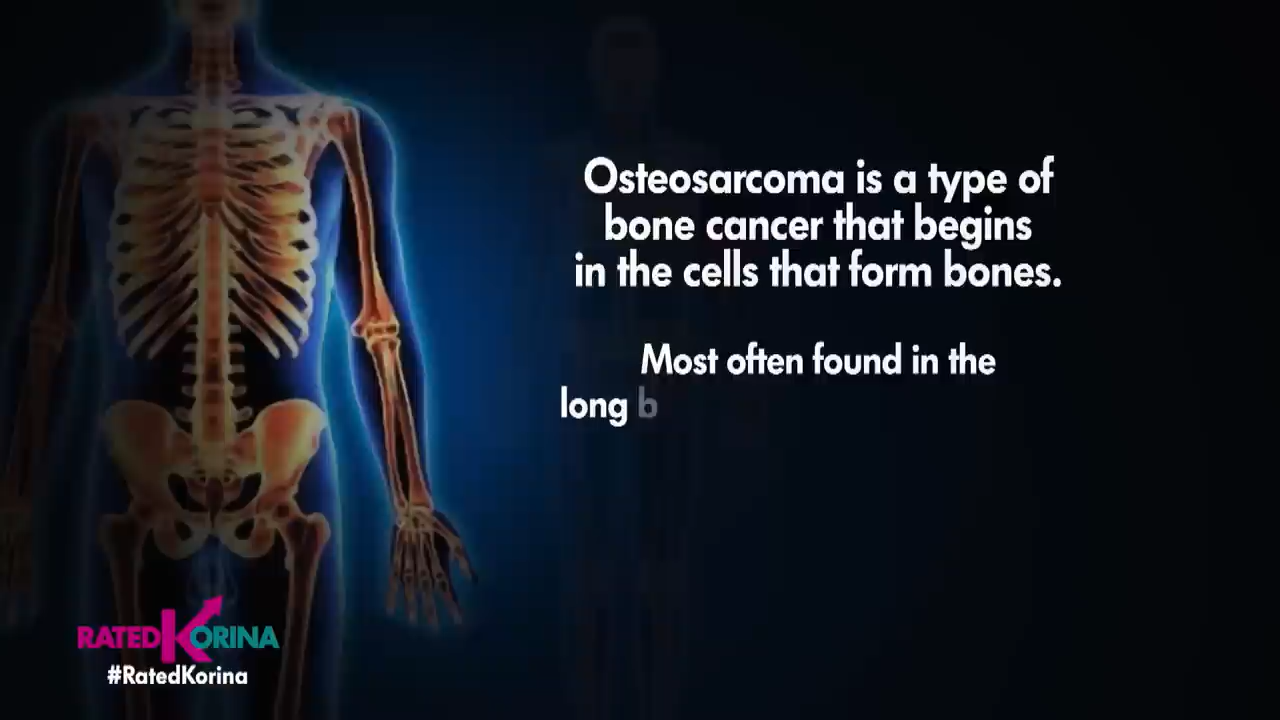 Osteosarcoma is a type of
bone cancer that begins
in the cells that form bones.
Most often found in the
long b
RATED KORINA
#RatedKorina